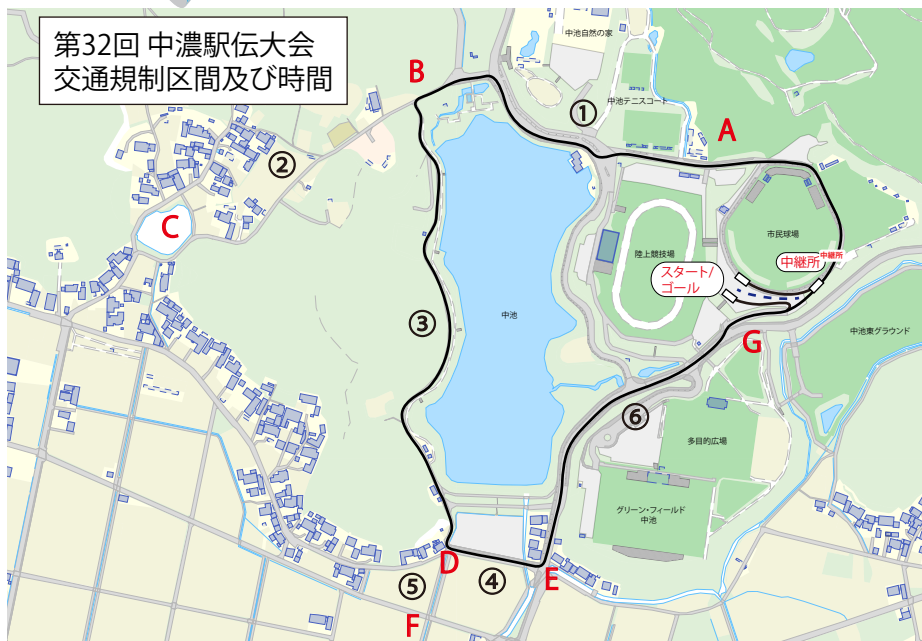 第32回 中濃駅伝大会
交通規制区間及び時間
中池自然の家
B
①
中池テニスコート
A
②
C
市民球場
陸上競技場
中継所
中継所
スタート/
ゴール
中池
③
G
中池東グラウンド
⑥
多目的広場
グリーン・フィールド
中池
D
④
E
⑤
F